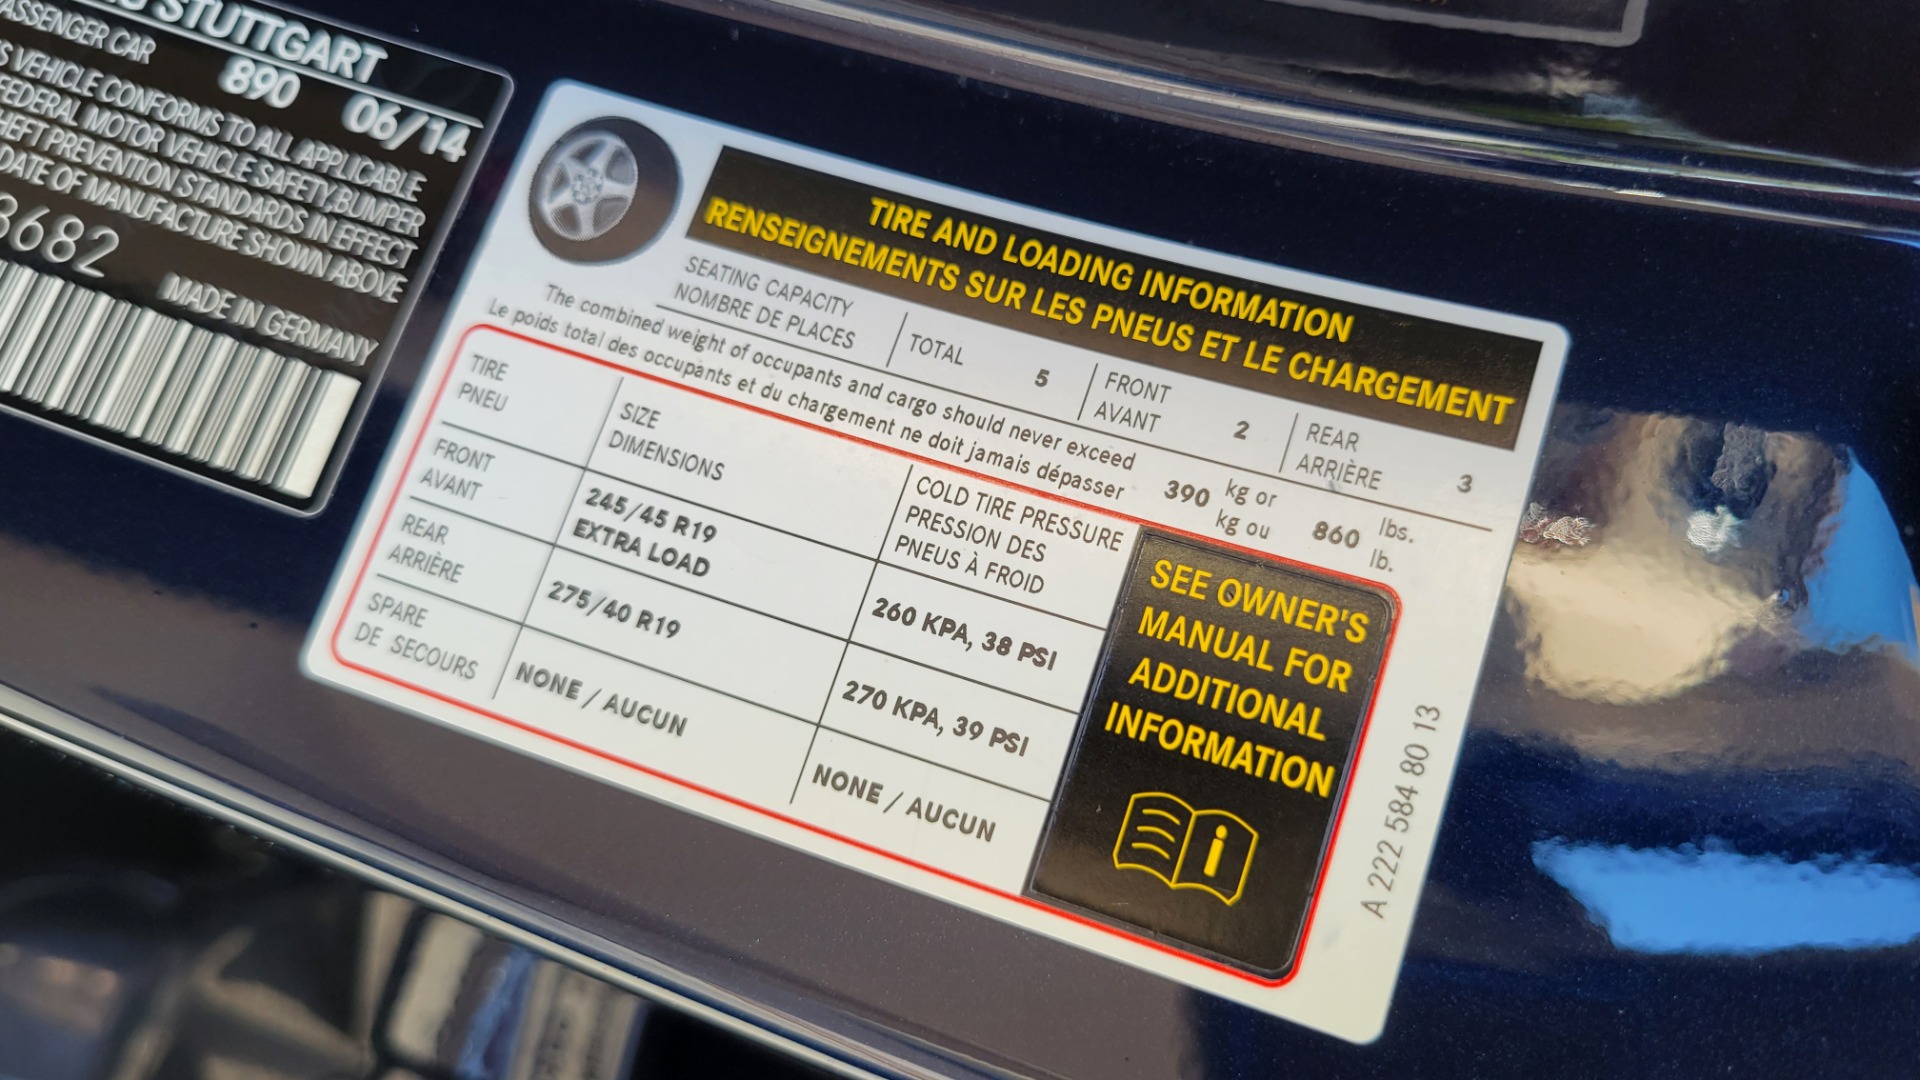 STUTTGART
ASSENGER CAR
890 06/14
VEHICLE CONFORMS TO ALL APPLICABLE
FEDERAL MOTOR VEHICLE SAFETY, BUMPER
HEFT PREVENTION STANDARDS IN EFFECT
DATE OF MANUFACTURE SHOWN ABOVE
3682
MADE IN GERMANY
TIRE AND LOADING INFORMATION
RENSEIGNEMENTS SUR LES PNEUS ET LE CHARGEMENT
SEATING CAPACITY
NOMBRE DE PLACES
TOTAL 5
FRONT
AVANT
2
REAR
ARRIÈRE
3
The combined weight of occupants and cargo should never exceed
Le poids total des occupants et du chargement ne doit jamais dépasser
390
kg or
kg ou
860
lbs.
lb.
TIRE
PNEU
SIZE
DIMENSIONS
COLD TIRE PRESSURE
PRESSION DES
PNEUS À FROID
FRONT
AVANT
245/45 R19
EXTRA LOAD
260 KPA, 38 PSI
REAR
ARRIÈRE
275/40 R19
270 KPA, 39 PSI
SPARE
DE SECOURS
NONE / AUCUN
NONE / AUCUN
SEE OWNER'S
MANUAL FOR
ADDITIONAL
INFORMATION
A 222 584 80 13